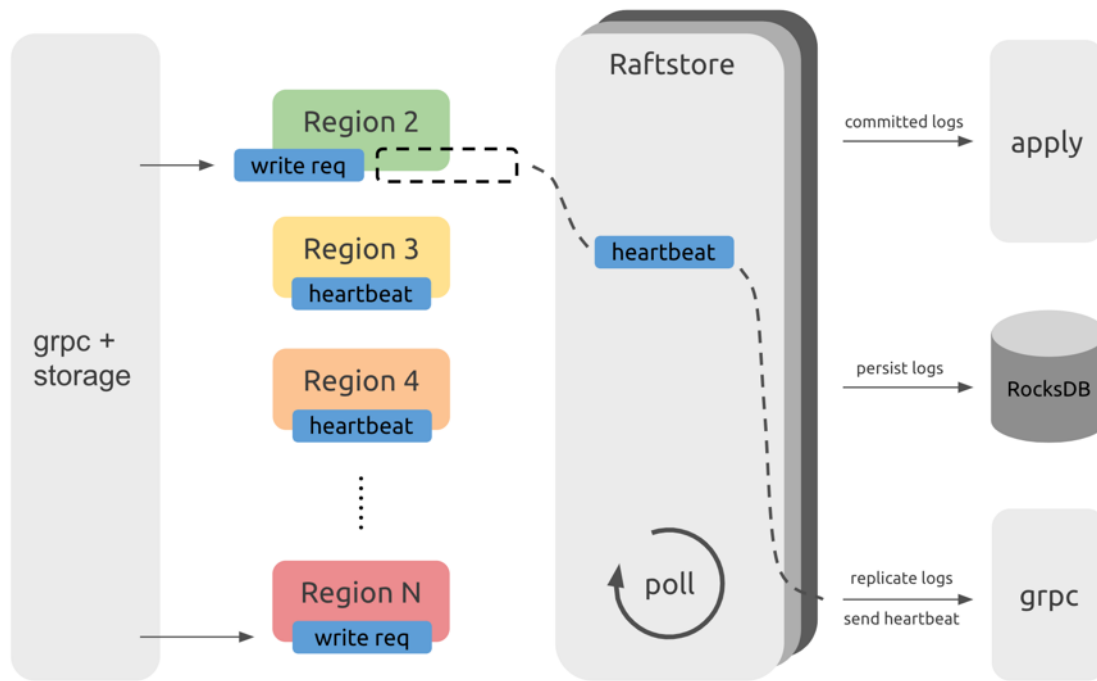 grpc +
storage
Region 2
write req
Region 3
heartbeat
Region 4
heartbeat
Region N
write req
Raftstore
heartbeat
poll
committed logs
persist logs
replicate logs
send heartbeat
apply
RocksDB
grpc